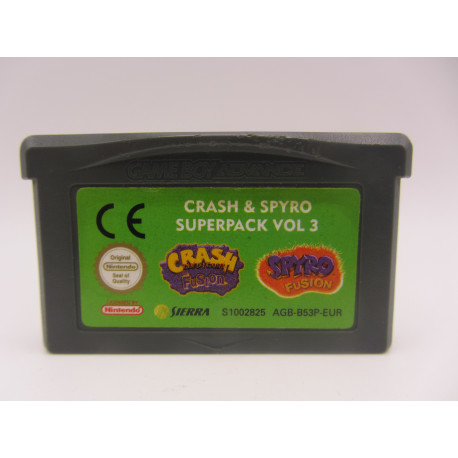 GAME BOY ADVANCE
CE
CRASH & SPYRO
SUPERPACK VOL 3
Original
Nintendo
Seal of
Quality
CRASH
FUSION
SPYRO
FUSION
Nintendo
SIERRA
S1002825 AGB-B53P-EUR